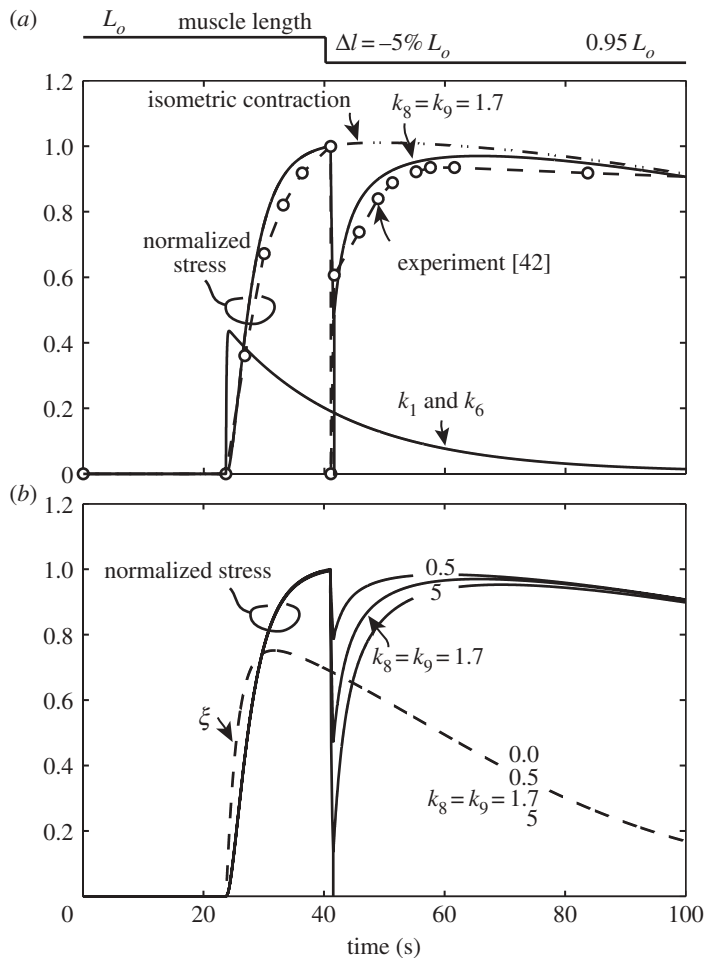 (a)
L_o
muscle length
Δl = –5% L_o
0.95 L_o
1.2
isometric contraction
k_8 = k_9 = 1.7
1.0
0.8
normalized
stress
experiment [42]
0.6
0.4
k_1 and k_6
0.2
0
(b)
1.2
1.0
normalized stress
0.5
5
0.8
k_8 = k_9 = 1.7
0.6
ξ
0.0
0.5
0.4
k_8 = k_9 = 1.7
5
0.2
0
20
40
60
80
100
time (s)